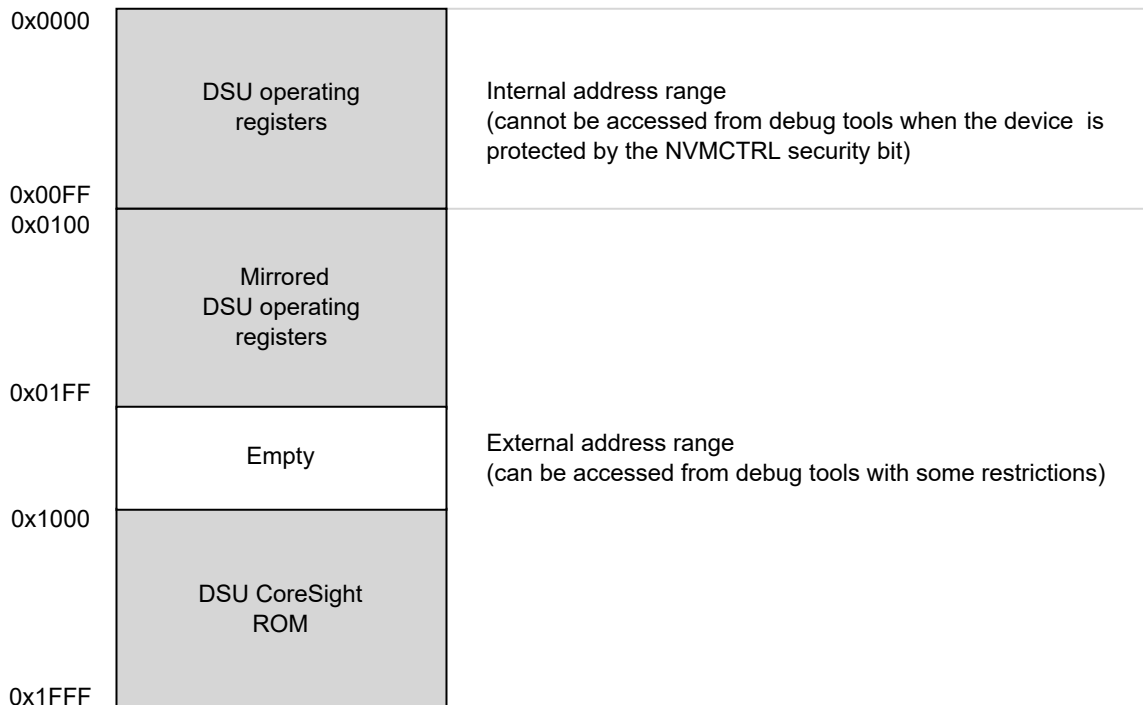 0x0000
DSU operating
registers
Internal address range
(cannot be accessed from debug tools when the device is
protected by the NVMCTRL security bit)
0x00FF
0x0100
Mirrored
DSU operating
registers
0x01FF
Empty
External address range
(can be accessed from debug tools with some restrictions)
0x1000
DSU CoreSight
ROM
0x1FFF